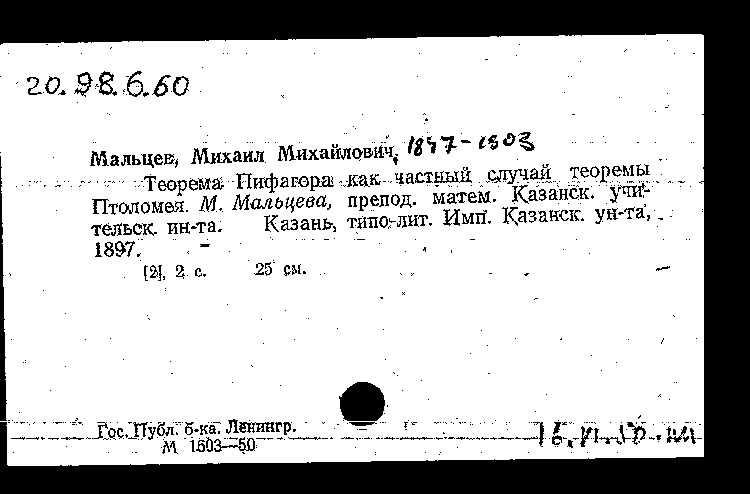 20. 98. 6. 60
Мальцев, Михаил Михайлович,
Теорема Пифагора как частный случай теоремы
Птоломея. М. Мальцева, препод. матем. Казанск. учи-
тельск. ин-та. Казань, типо-лит. Имп. Казанск. ун-та,
1897. –
[2], 2 с. 25 см.
Гос. Публ. б-ка. Ленингр.
М 1503—50